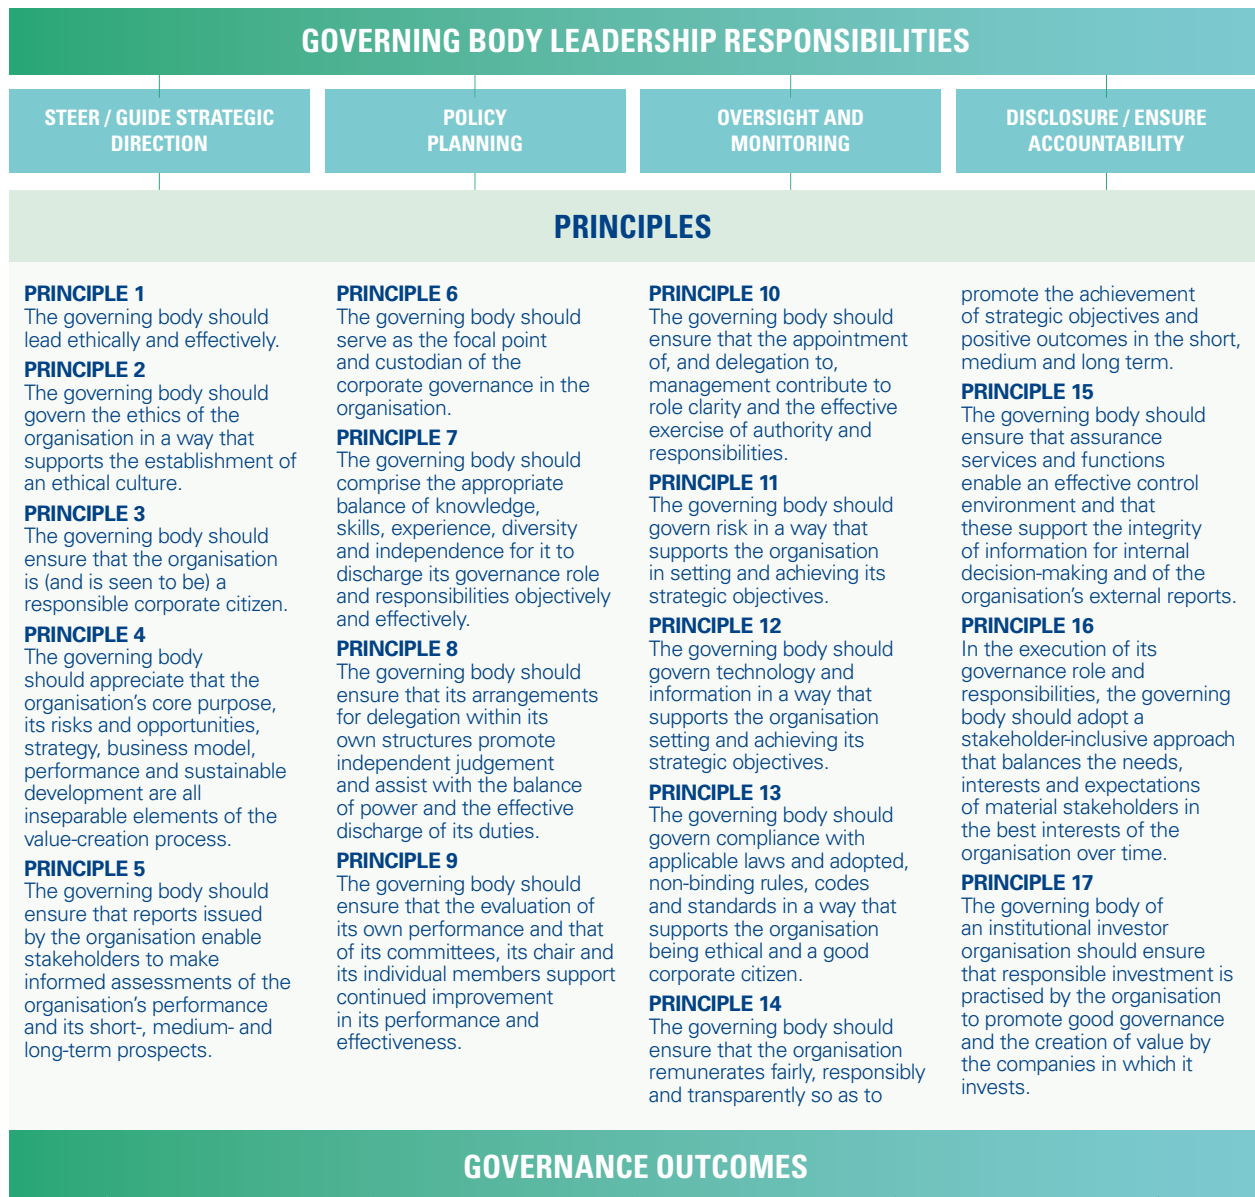 GOVERNING BODY LEADERSHIP RESPONSIBILITIES
STEER / GUIDE STRATEGIC
DIRECTION
POLICY
PLANNING
OVERSIGHT AND
MONITORING
DISCLOSURE / ENSURE
ACCOUNTABILITY
PRINCIPLES
PRINCIPLE 1
The governing body should
lead ethically and effectively.
PRINCIPLE 2
The governing body should
govern the ethics of the
organisation in a way that
supports the establishment of
an ethical culture.
PRINCIPLE 3
The governing body should
ensure that the organisation
is (and is seen to be) a
responsible corporate citizen.
PRINCIPLE 4
The governing body
should appreciate that the
organisation's core purpose,
its risks and opportunities,
strategy, business model,
performance and sustainable
development are all
inseparable elements of the
value-creation process.
PRINCIPLE 5
The governing body should
ensure that reports issued
by the organisation enable
stakeholders to make
informed assessments of the
organisation's performance
and its short-, medium- and
long-term prospects.
PRINCIPLE 6
The governing body should
serve as the focal point
and custodian of the
corporate governance in the
organisation.
PRINCIPLE 7
The governing body should
comprise the appropriate
balance of knowledge,
skills, experience, diversity
and independence for it to
discharge its governance role
and responsibilities objectively
and effectively.
PRINCIPLE 8
The governing body should
ensure that its arrangements
for delegation within its
own structures promote
independent judgement
and assist with the balance
of power and the effective
discharge of its duties.
PRINCIPLE 9
The governing body should
ensure that the evaluation of
its own performance and that
of its committees, its chair and
its individual members support
continued improvement
in its performance and
effectiveness.
PRINCIPLE 10
The governing body should
ensure that the appointment
of, and delegation to,
management contribute to
role clarity and the effective
exercise of authority and
responsibilities.
PRINCIPLE 11
The governing body should
govern risk in a way that
supports the organisation
in setting and achieving its
strategic objectives.
PRINCIPLE 12
The governing body should
govern technology and
information in a way that
supports the organisation
setting and achieving its
strategic objectives.
PRINCIPLE 13
The governing body should
govern compliance with
applicable laws and adopted,
non-binding rules, codes
and standards in a way that
supports the organisation
being ethical and a good
corporate citizen.
PRINCIPLE 14
The governing body should
ensure that the organisation
remunerates fairly, responsibly
and transparently so as to
promote the achievement
of strategic objectives and
positive outcomes in the short,
medium and long term.
PRINCIPLE 15
The governing body should
ensure that assurance
services and functions
enable an effective control
environment and that
these support the integrity
of information for internal
decision-making and of the
organisation's external reports.
PRINCIPLE 16
In the execution of its
governance role and
responsibilities, the governing
body should adopt a
stakeholder-inclusive approach
that balances the needs,
interests and expectations
of material stakeholders in
the best interests of the
organisation over time.
PRINCIPLE 17
The governing body of
an institutional investor
organisation should ensure
that responsible investment is
practised by the organisation
to promote good governance
and the creation of value by
the companies in which it
invests.
GOVERNANCE OUTCOMES